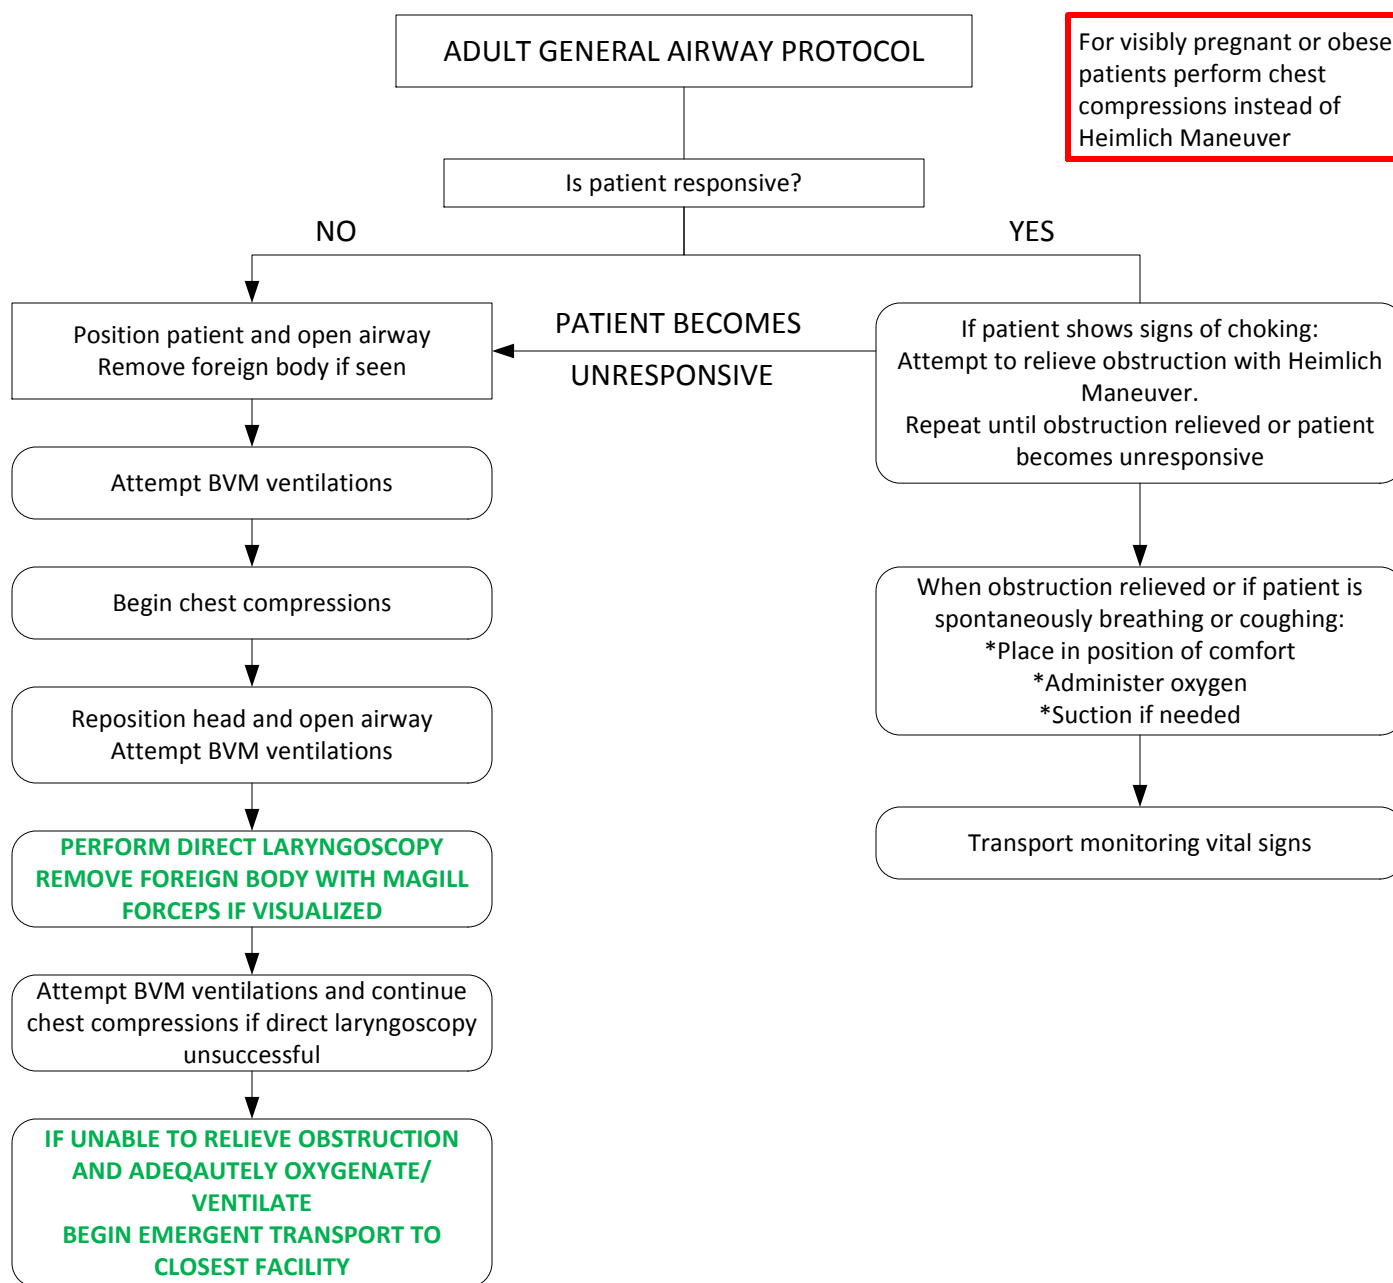 ADULT GENERAL AIRWAY PROTOCOL
For visibly pregnant or obese
patients perform chest
compressions instead of
Heimlich Maneuver
Is patient responsive?
NO
YES
Position patient and open airway
Remove foreign body if seen
PATIENT BECOMES
UNRESPONSIVE
If patient shows signs of choking:
Attempt to relieve obstruction with Heimlich
Maneuver.
Repeat until obstruction relieved or patient
becomes unresponsive
Attempt BVM ventilations
Begin chest compressions
When obstruction relieved or if patient is
spontaneously breathing or coughing:
*Place in position of comfort
*Administer oxygen
*Suction if needed
Reposition head and open airway
Attempt BVM ventilations
Transport monitoring vital signs
PERFORM DIRECT LARYNGOSCOPY
REMOVE FOREIGN BODY WITH MAGILL
FORCEPS IF VISUALIZED
Attempt BVM ventilations and continue
chest compressions if direct laryngoscopy
unsuccessful
IF UNABLE TO RELIEVE OBSTRUCTION
AND ADEQAUTELY OXYGENATE/
VENTILATE
BEGIN EMERGENT TRANSPORT TO
CLOSEST FACILITY